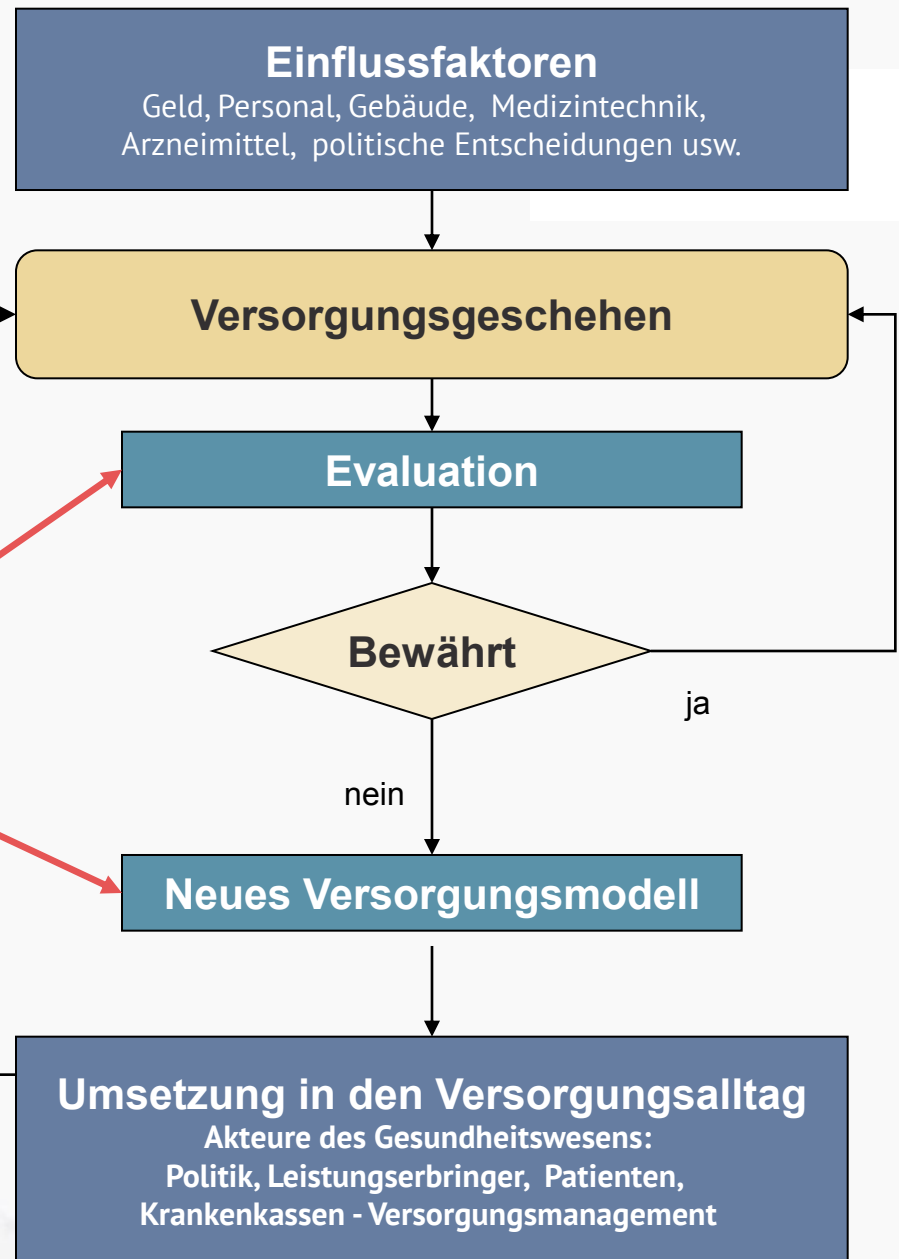 Einflussfaktoren
Geld, Personal, Gebäude, Medizintechnik,
Arzneimittel, politische Entscheidungen usw.
Versorgungsgeschehen
Evaluation
Bewährt
ja
nein
Neues Versorgungsmodell
Umsetzung in den Versorgungsalltag
Akteure des Gesundheitswesens:
Politik, Leistungserbringer, Patienten,
Krankenkassen - Versorgungsmanagement